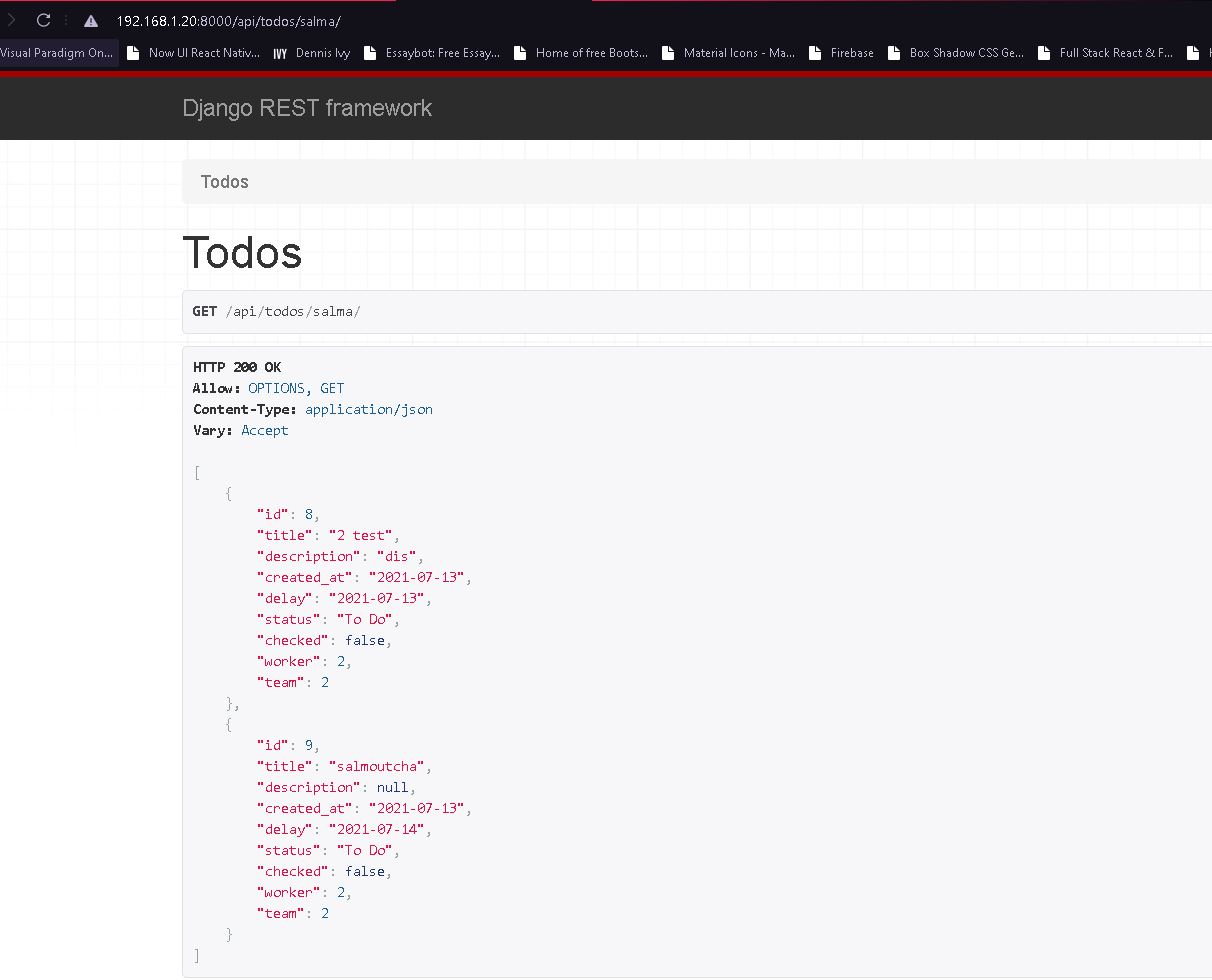 192.168.1.20:8000/api/todos/salma/
Visual Paradigm On... Now UI React Nativ... IVY Dennis Ivy Essaybot: Free Essay... Home of free Boots... Material Icons - Ma... Firebase Box Shadow CSS Ge... Full Stack React & F...
Django REST framework
Todos
Todos
GET /api/todos/salma/
HTTP 200 OK
Allow: OPTIONS, GET
Content-Type: application/json
Vary: Accept
[
{
"id": 8,
"title": "2 test",
"description": "dis",
"created_at": "2021-07-13",
"delay": "2021-07-13",
"status": "To Do",
"checked": false,
"worker": 2,
"team": 2
},
{
"id": 9,
"title": "salmoutcha",
"description": null,
"created_at": "2021-07-13",
"delay": "2021-07-14",
"status": "To Do",
"checked": false,
"worker": 2,
"team": 2
}
]